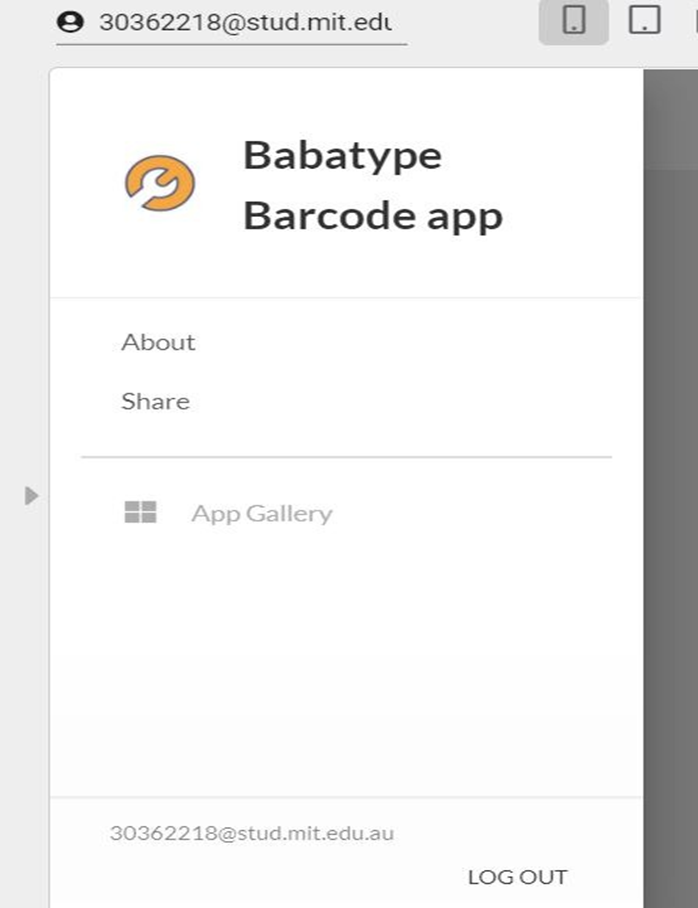 30362218@stud.mit.edu
Babatype
Barcode app
About
Share
App Gallery
30362218@stud.mit.edu.au
LOG OUT